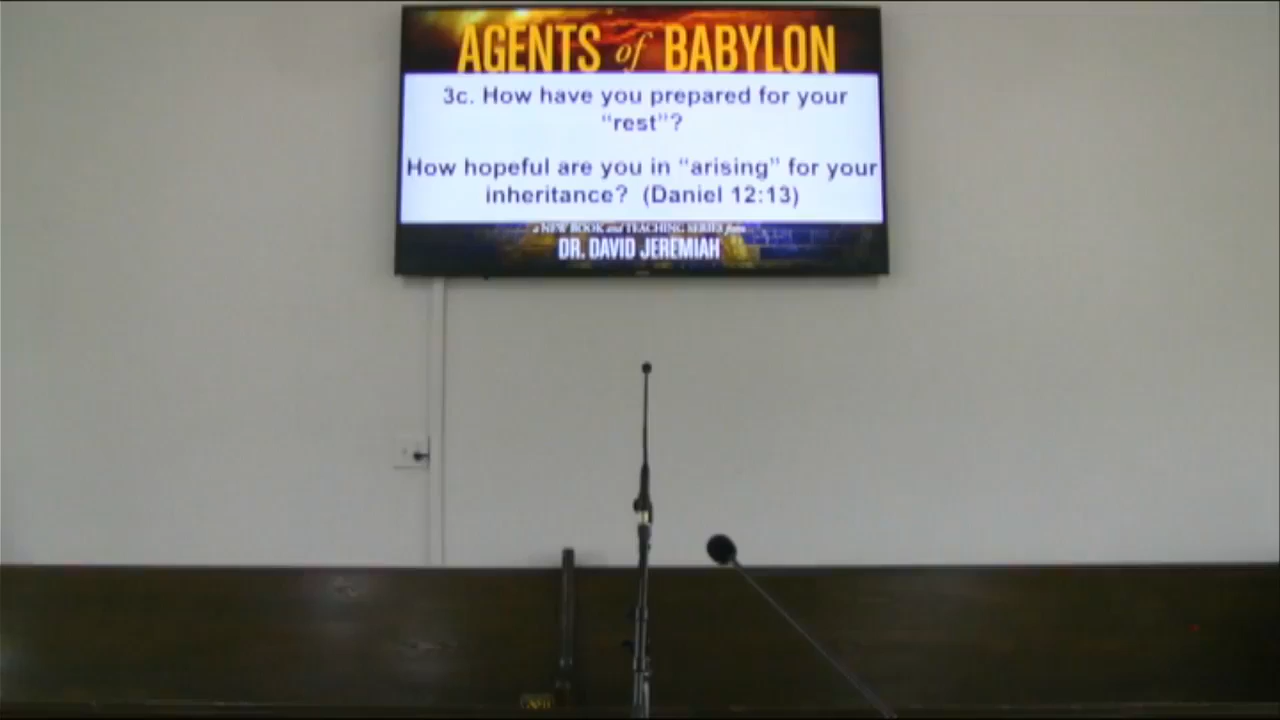 AGENTS of BABYLON
3c. How have you prepared for your
“rest”?
How hopeful are you in “arising” for your
inheritance? (Daniel 12:13)
a NEW BOOK and TEACHING SERIES from
DR. DAVID JEREMIAH